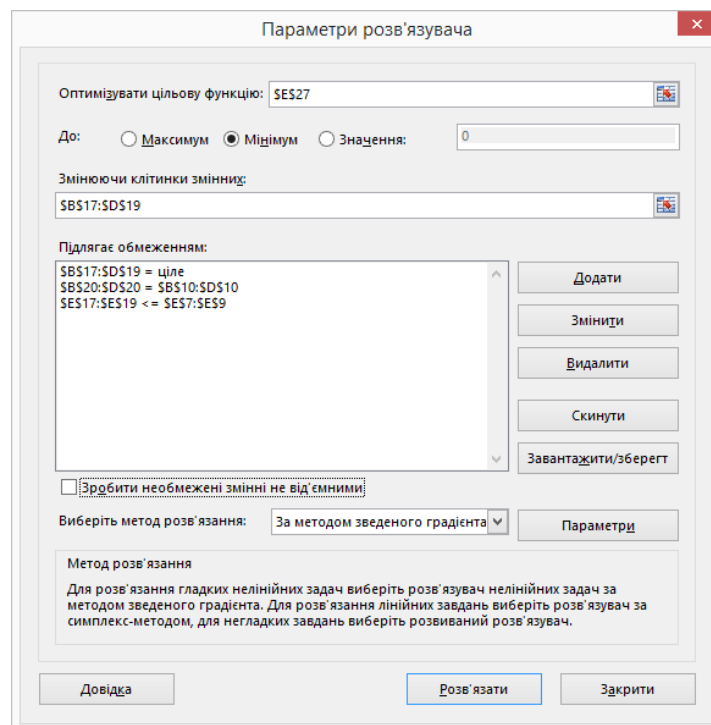 Параметри розв'язувача
Оптимізувати цільову функцію: $E$27
До: Максимум Мінімум Значення: 0
Змінюючи клітинки змінних:
$B$17:$D$19
Підлягає обмеженням:
$B$17:$D$19 = ціле
$B$20:$D$20 = $B$10:$D$10
$E$17:$E$19 <= $E$7:$E$9
Додати
Змінити
Видалити
Скинути
Завантажити/зберегт
Зробити необмежені змінні не від'ємними
Виберіть метод розв'язання: За методом зведеного градієнта Параметри
Метод розв'язання
Для розв'язання гладких нелінійних задач виберіть розв'язувач нелінійних задач за
методом зведеного градієнта. Для розв'язання лінійних завдань виберіть розв'язувач за
симплекс-методом, для негладких завдань виберіть розвиваний розв'язувач.
Довідка Розв'язати Закрити